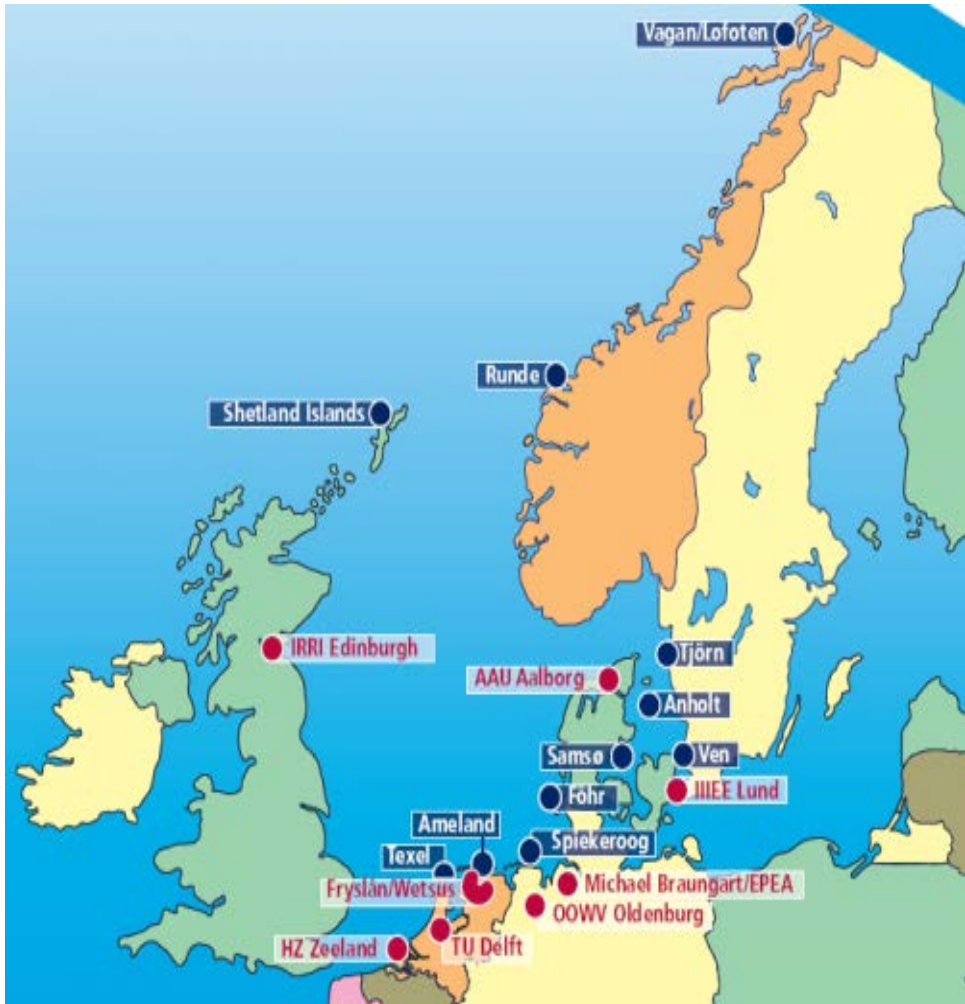 Vagan/Lofoten
Runde
Shetland Islands
IRRI Edinburgh
Tjörn
AAU Aalborg
Anholt
Samsø
Ven
IIIEE Lund
Föhr
Ameland
Spiekeroog
Texel
Fryslân/Wetsus
Michael Braungart/EPEA
OOWV Oldenburg
HZ Zeeland
TU Delft